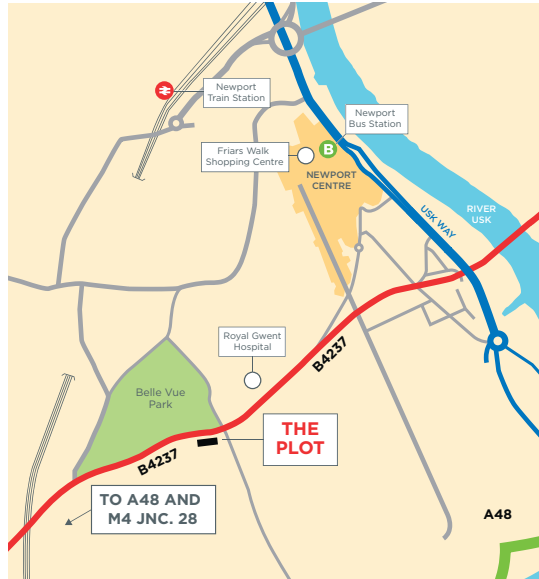 Newport
Train Station
Newport
Bus Station
B
Friars Walk
Shopping Centre
NEWPORT
CENTRE
RIVER
USK
USK WAY
Royal Gwent
Hospital
B4237
Belle Vue
Park
THE
PLOT
B4237
TO A48 AND
M4 JNC. 28
A48